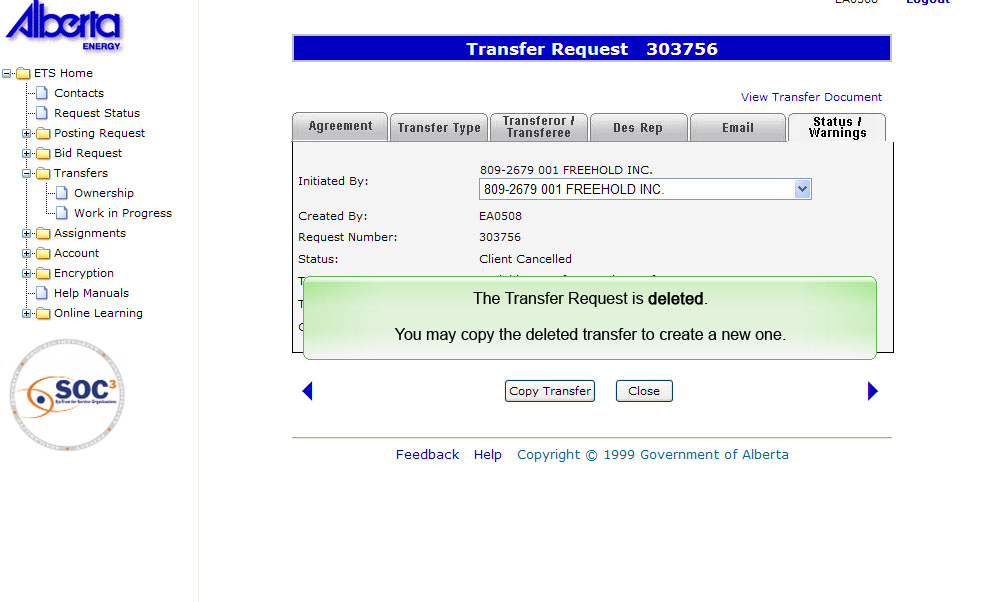 Alberta
ENERGY
EA0508 Logout
Transfer Request 303756
View Transfer Document
ETS Home
Contacts
Request Status
Posting Request
Bid Request
Transfers
Ownership
Work in Progress
Assignments
Account
Encryption
Help Manuals
Online Learning
SOC3
Agreement
Transfer Type
Transferor /
Transferee
Des Rep
Email
Status /
Warnings
Initiated By:
809-2679 001 FREEHOLD INC.
809-2679 001 FREEHOLD INC.
Created By: EA0508
Request Number: 303756
Status: Client Cancelled
The Transfer Request is deleted.
You may copy the deleted transfer to create a new one.
Copy Transfer
Close
Feedback Help Copyright © 1999 Government of Alberta